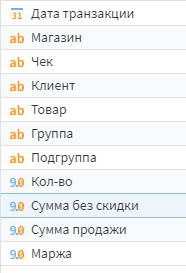 31 Дата транзакции
ab Магазин
ab Чек
ab Клиент
ab Товар
ab Группа
ab Подгруппа
9.0 Кол-во
9.0 Сумма без скидки
9.0 Сумма продажи
9.0 Маржа